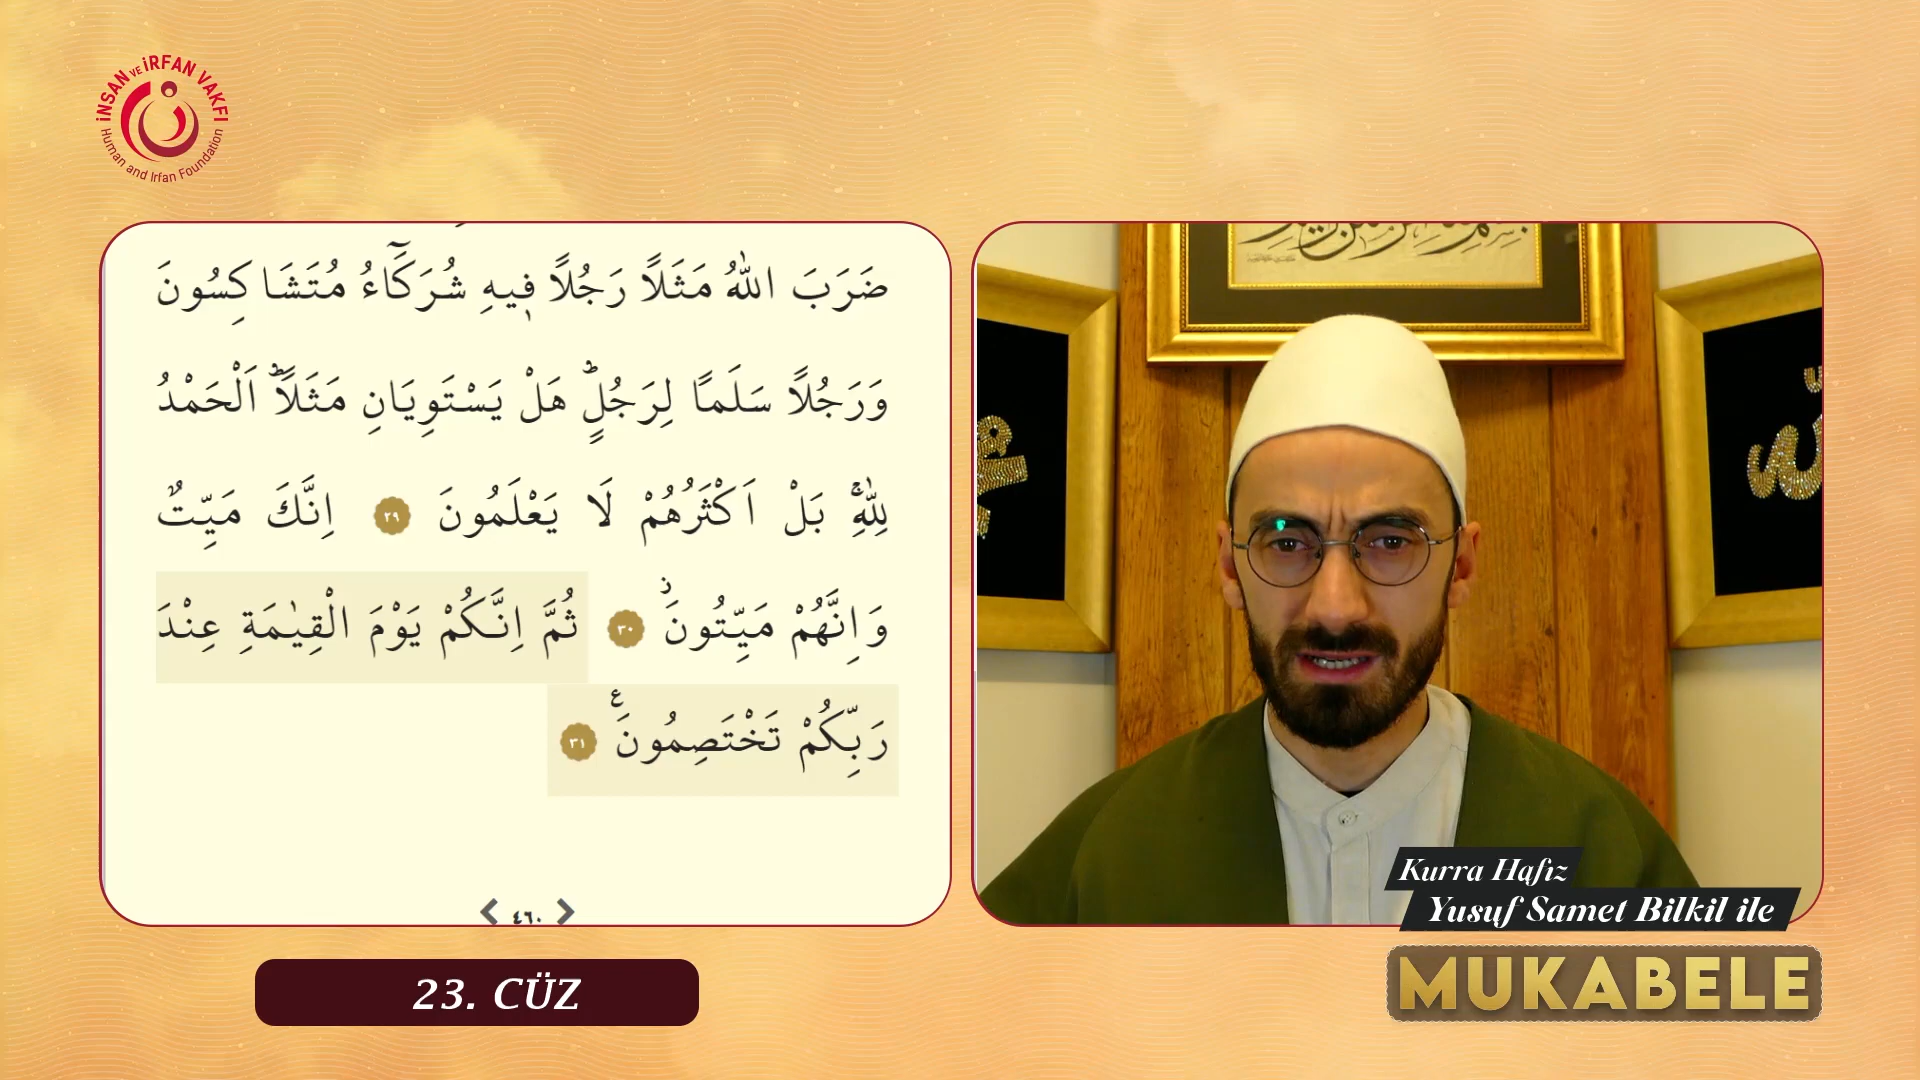 İNSAN VE İRFAN VAKFI
Human and Irfan Foundation
ضَرَبَ اللّٰهُ مَثَلًا رَجُلًا ف۪يهِ شُرَكَٓاءُ مُتَشَاكِسُونَ
وَرَجُلًا سَلَمًا لِرَجُلٍۜ هَلْ يَسْتَوِيَانِ مَثَلًاۜ اَلْحَمْدُ
لِلّٰهِۚ بَلْ اَكْثَرُهُمْ لَا يَعْلَمُونَ ٢٩ اِنَّكَ مَيِّتٌ
وَاِنَّهُمْ مَيِّتُونَۘ ٣٠ ثُمَّ اِنَّكُمْ يَوْمَ الْقِيٰمَةِ عِنْدَ
رَبِّكُمْ تَخْتَصِمُونَ ع ٣١
٤٦٠
23. CÜZ
Kurra Hafız
Yusuf Samet Bilkil ile
MUKABELE